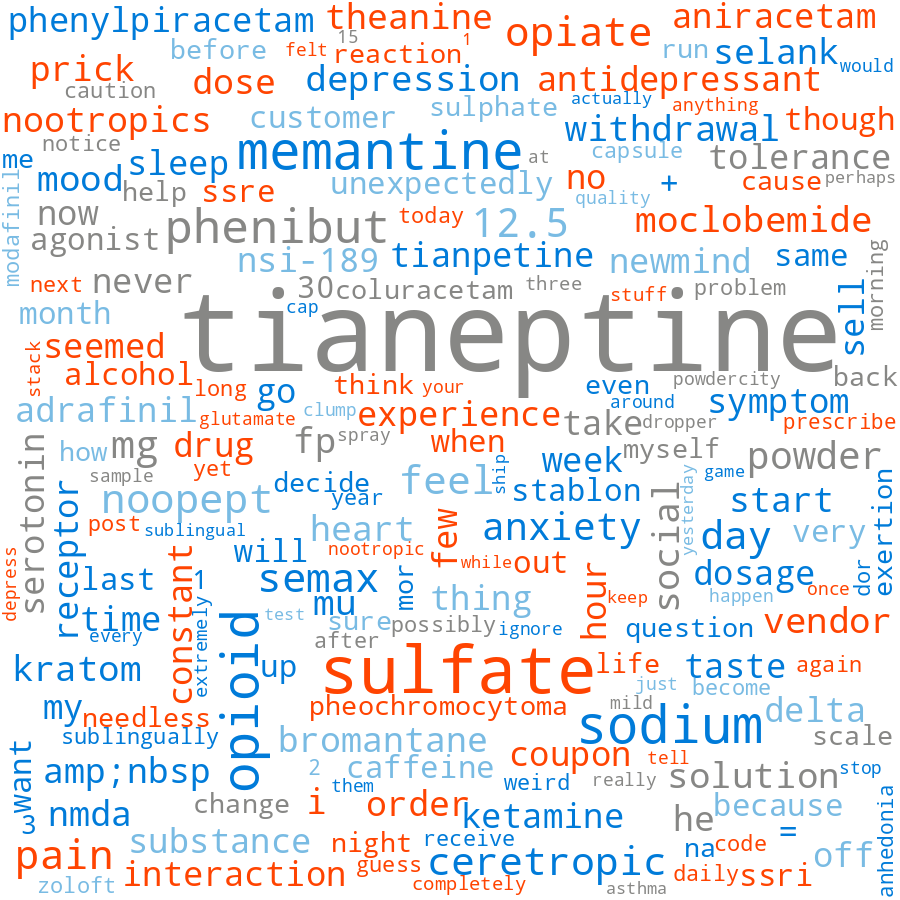 phenylpiracetam
theanine
15
opiate
aniracetam
before
felt
reaction
1
run
selank
would
prick
caution
dose
depression
antidepressant
actually
anything
nootropics
customer
sulphate
withdrawal
though
notice
me
sleep
memantine
at
capsule
tolerance
modafinil
mood
help
ssre
unexpectedly
no
+
cause
perhaps
quality
now
phenibut
today
12.5
moclobemide
agonist
nsi-189
tianpetine
newmind
same
morning
next
never
30
coluracetam
three
stuff
problem
sell
month
cap
tianeptine
stack
seemed
alcohol
long
go
think
your
even
powdercity
back
adrafinil
glutamate
clump
experience
around
symptom
take
dropper
prescribe
serotonin
how
mg
drug
fp
spray
when
myself
powder
sample
yet
decide
year
feel
ship
week
game
yesterday
stablon
start
exertion
receptor
noopept
post
sublingual
heart
few
anxiety
social
day
very
depress
last
constant
1
will
nootropic
while
out
semax
mor
hour
dosage
dor
once
time
every
extremely
opioid
test
mu
sure
thing
keep
happen
possibly
ignore
question
vendor
after
kratom
up
sulfate
life
taste
again
just
become
my
needless
pheochromocytoma
mild
sodium
delta
sublingually
bromantane
coupon
tell
scale
want
amp;nbsp
2
caffeine
them
weird
really
solution
stop
3
nmda
change
i
order
ketamine
he
because
=
anhedonia
substance
night
receive
na
code
off
pain
interaction
guess
ceretropic
daily
ssri
zoloft
completely
asthma